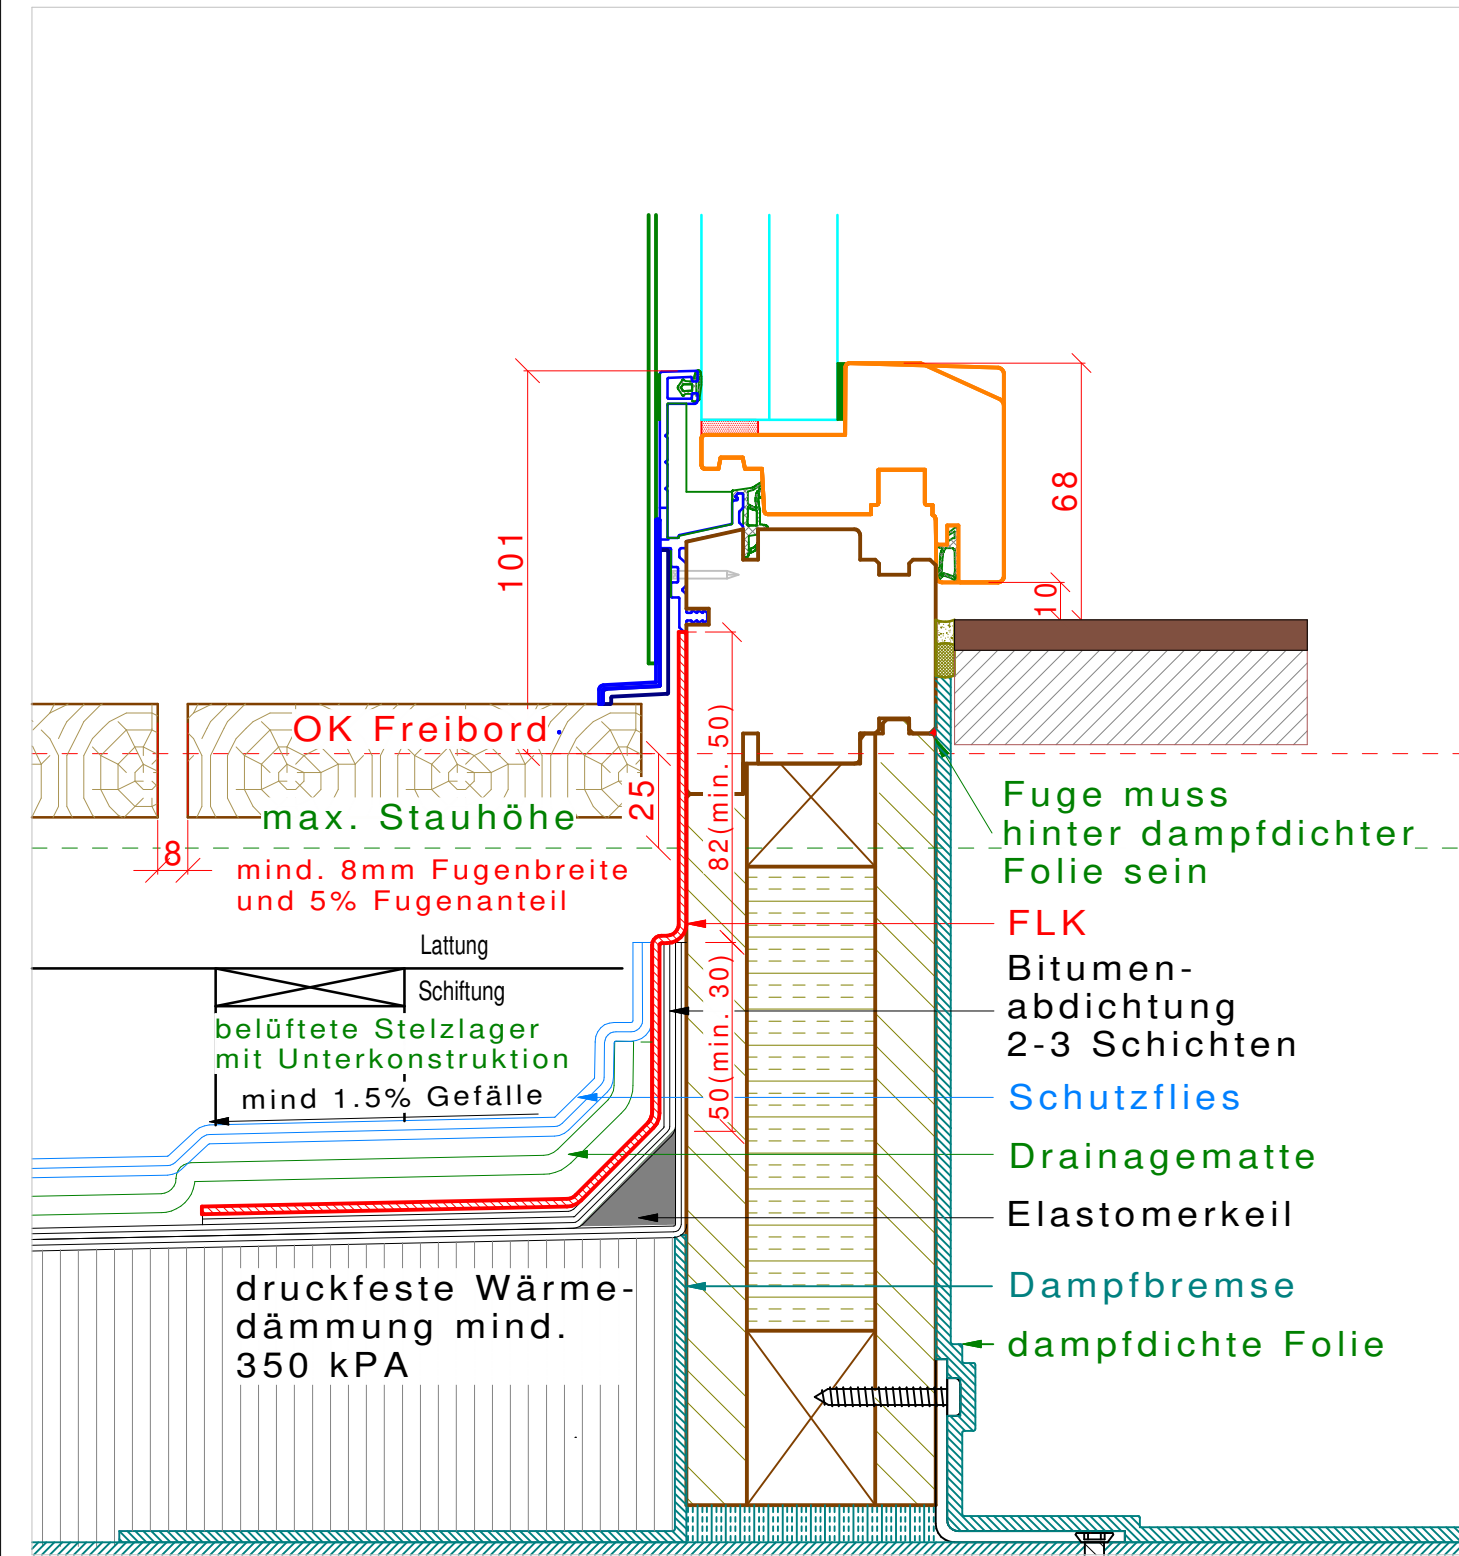 101
68
10
OK Freibord
25
max. Stauhöhe
8
mind. 8mm Fugenbreite
und 5% Fugenanteil
82(min. 50)
50(min. 30)
Lattung
Schiftung
belüftete Stelzlager
mit Unterkonstruktion
mind 1.5% Gefälle
druckfeste Wärme-
dämmung mind.
350 kPA
Fuge muss
hinter dampfdichter
Folie sein
FLK
Bitumen-
abdichtung
2-3 Schichten
Schutzflies
Drainagematte
Elastomerkeil
Dampfbremse
dampfdichte Folie